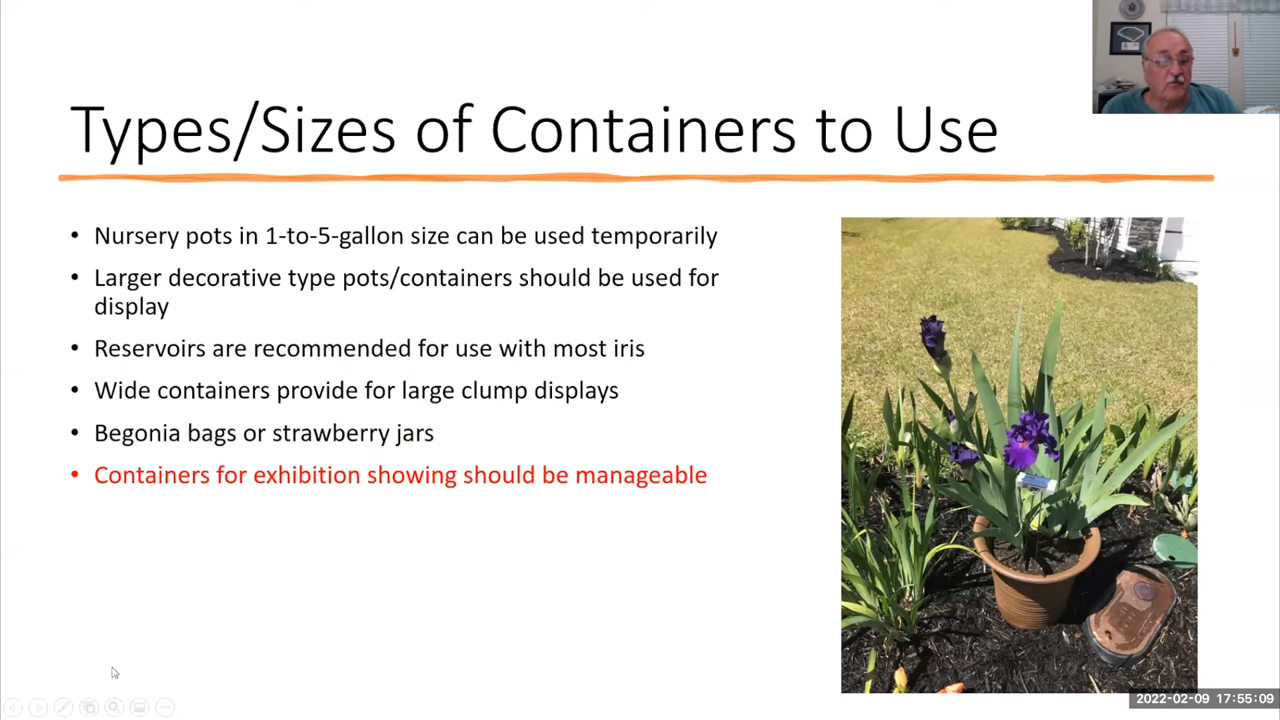 Types/Sizes of Containers to Use
• Nursery pots in 1-to-5-gallon size can be used temporarily
• Larger decorative type pots/containers should be used for
display
• Reservoirs are recommended for use with most iris
• Wide containers provide for large clump displays
• Begonia bags or strawberry jars
• Containers for exhibition showing should be manageable
2022-02-09 17:55:09